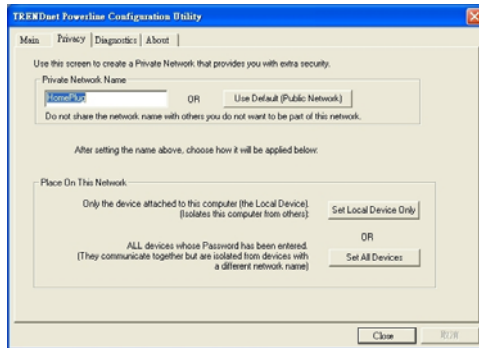 TRENDnet Powerline Configuration Utility
Main Privacy Diagnostics About
Use this screen to create a Private Network that provides you with extra security.
Private Network Name
HomePlug OR Use Default (Public Network)
Do not share the network name with others you do not want to be part of this network.
After setting the name above, choose how it will be applied below:
Place On This Network
Only the device attached to this computer (the Local Device).
(Isolates this computer from others): Set Local Device Only
OR
ALL devices whose Password has been entered.
(They communicate together but are isolated from devices with
a different network name) Set All Devices
Close